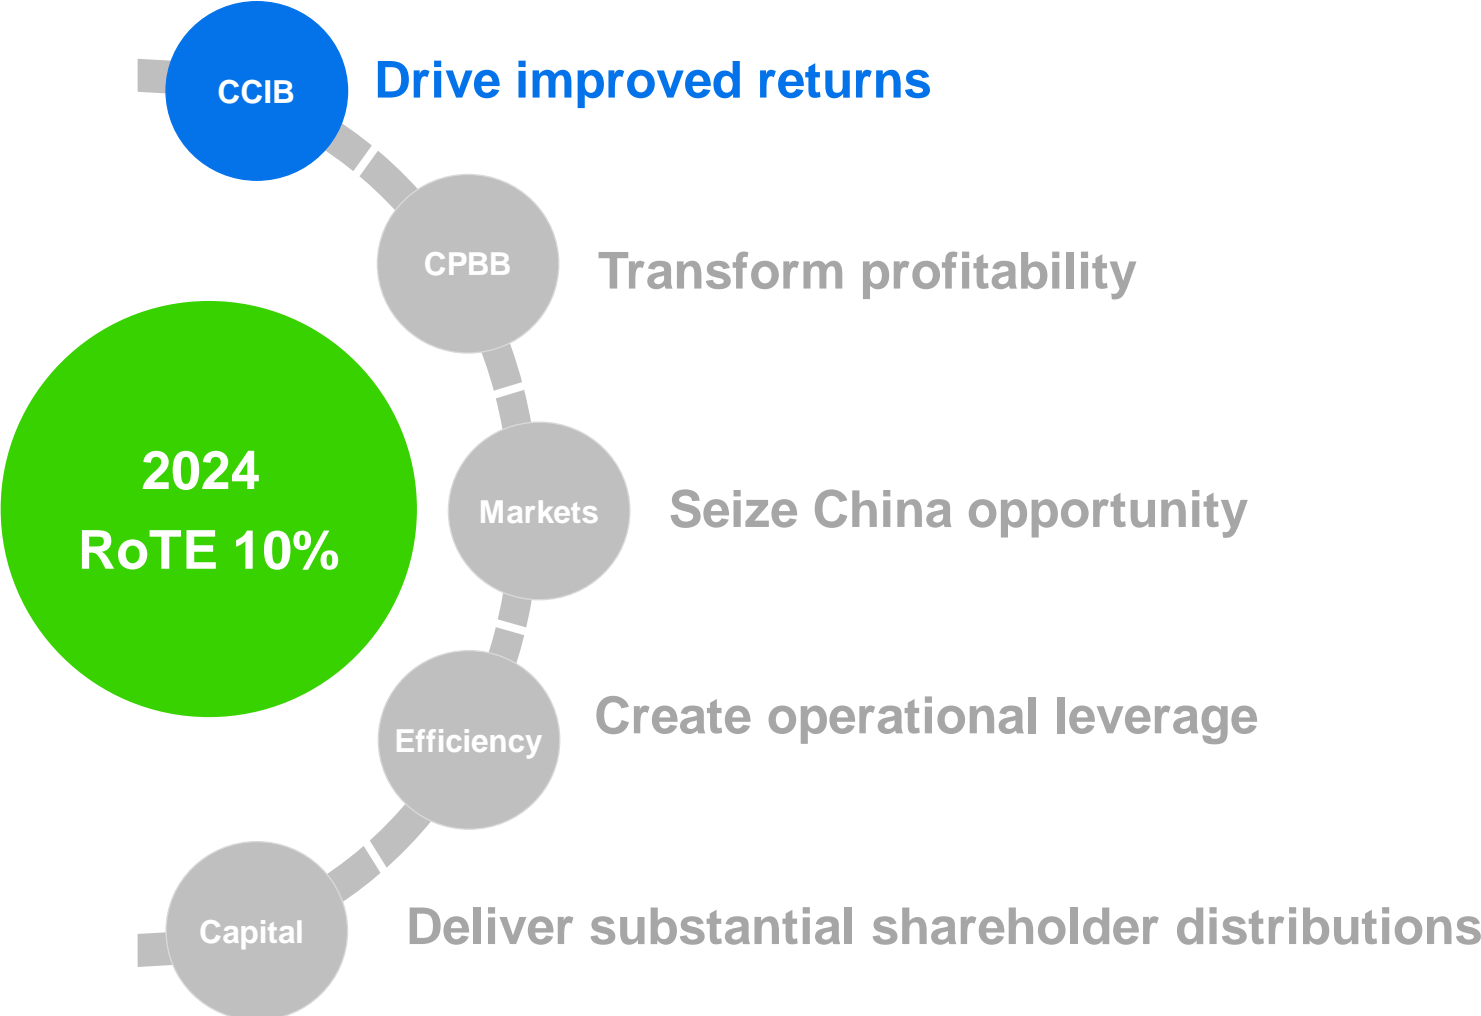 CCIB
Drive improved returns
CPBB
Transform profitability
2024
RoTE 10%
Markets
Seize China opportunity
Efficiency
Create operational leverage
Capital
Deliver substantial shareholder distributions